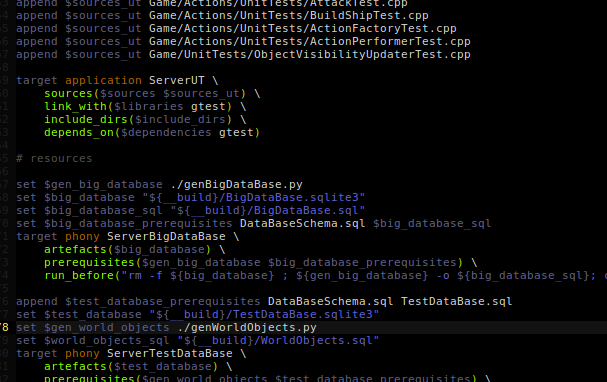 append $sources_ut Game/Actions/UnitTests/AttackTest.cpp
append $sources_ut Game/Actions/UnitTests/BuildShipTest.cpp
append $sources_ut Game/Actions/UnitTests/ActionFactoryTest.cpp
append $sources_ut Game/UnitTests/ActionPerformerTest.cpp
append $sources_ut Game/UnitTests/ObjectVisibilityUpdaterTest.cpp
target application ServerUT \
sources($sources $sources_ut) \
link_with($libraries gtest) \
include_dirs($include_dirs) \
depends_on($dependencies gtest)
# resources
set $gen_big_database ./genBigDataBase.py
set $big_database "${__build}/BigDataBase.sqlite3"
set $big_database_sql "${__build}/BigDataBase.sql"
set $big_database_prerequisites DataBaseSchema.sql $big_database_sql
target phony ServerBigDataBase \
artefacts($big_database) \
prerequisites($gen_big_database $big_database_prerequisites) \
run_before("rm -f ${big_database} ; ${gen_big_database} -o ${big_database_sql};
append $test_database_prerequisites DataBaseSchema.sql TestDataBase.sql
set $test_database "${__build}/TestDataBase.sqlite3"
78 set $gen_world_objects ./genWorldObjects.py
set $world_objects_sql "${__build}/WorldObjects.sql"
target phony ServerTestDataBase \
artefacts($test_database) \
prerequisites($gen_world_objects $test_database_prerequisites) \